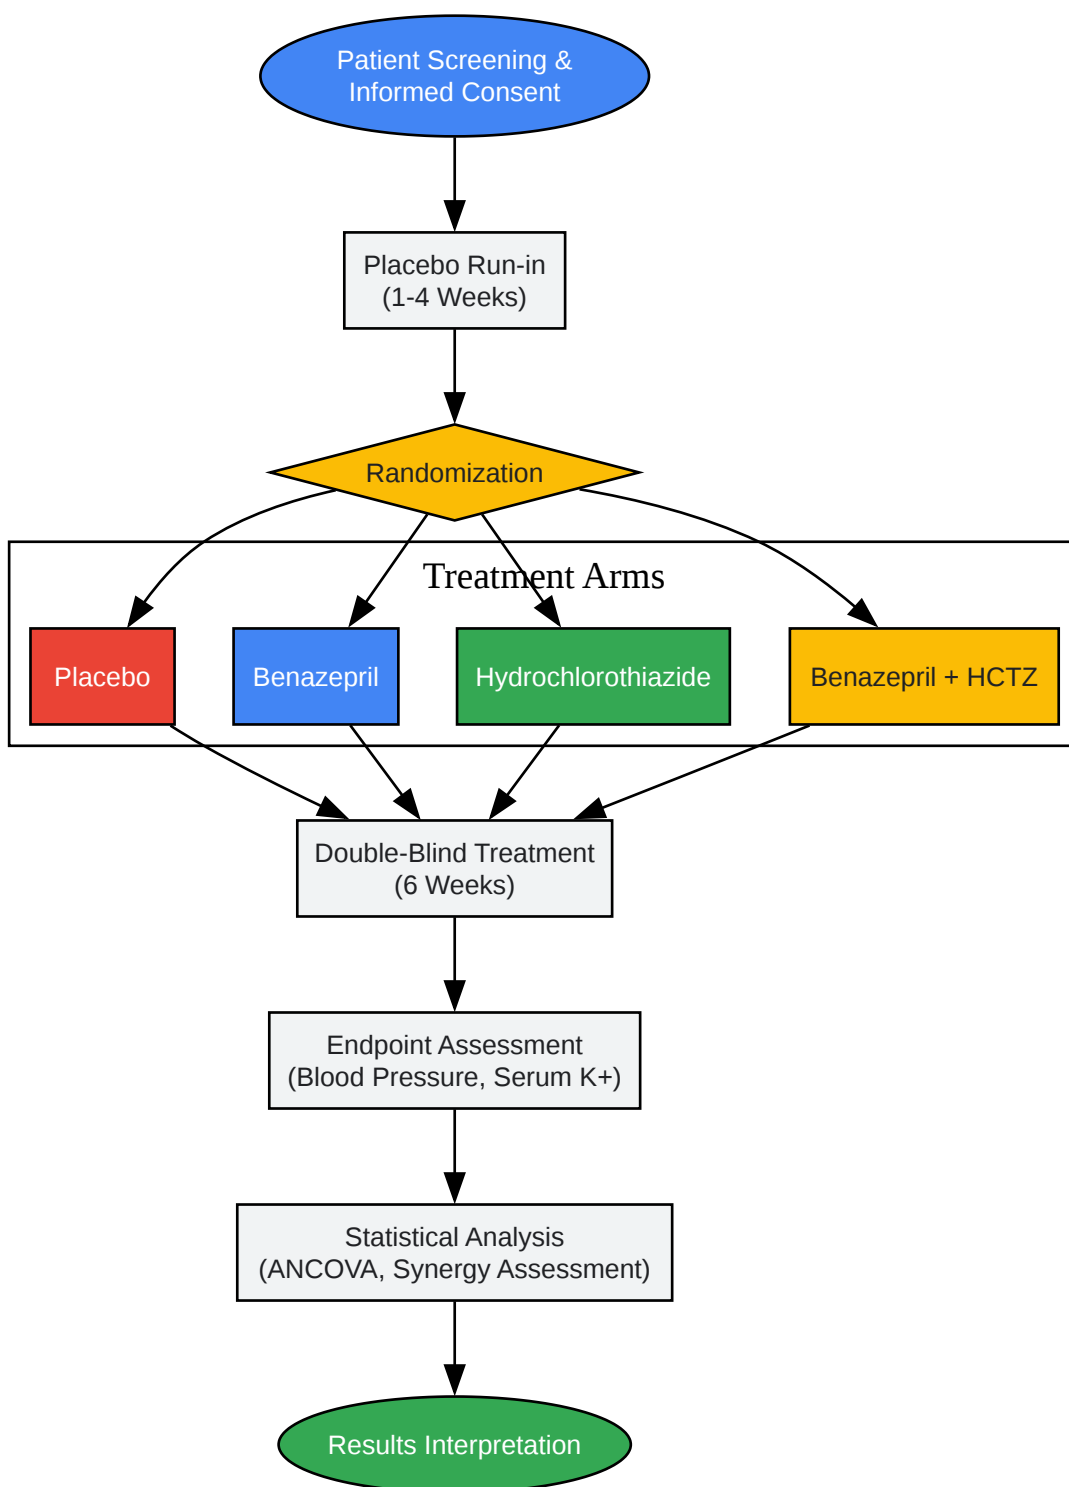 Patient Screening &
Informed Consent
Placebo Run-in
(1-4 Weeks)
Randomization
Treatment Arms
Placebo
Benazepril
Hydrochlorothiazide
Benazepril + HCTZ
Double-Blind Treatment
(6 Weeks)
Endpoint Assessment
(Blood Pressure, Serum K+)
Statistical Analysis
(ANCOVA, Synergy Assessment)
Results Interpretation